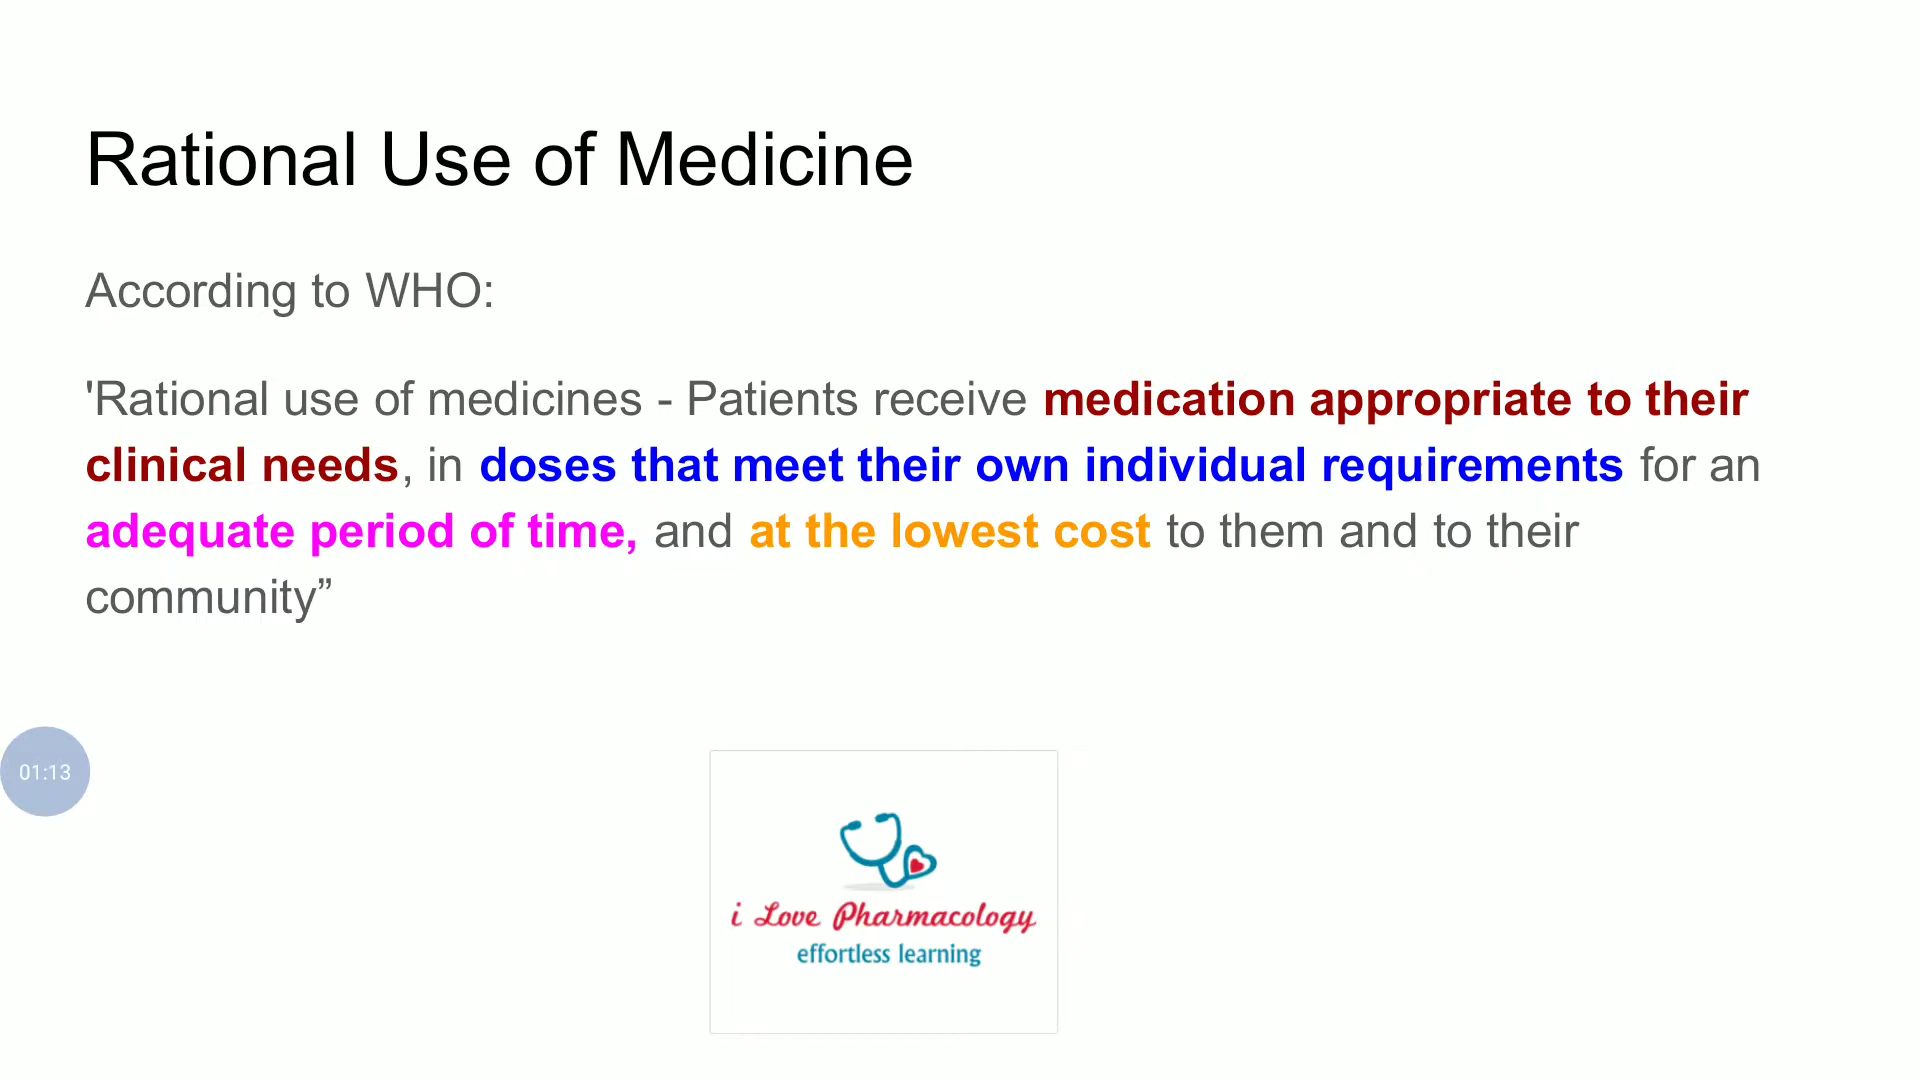 Rational Use of Medicine
According to WHO:
'Rational use of medicines - Patients receive medication appropriate to their
clinical needs, in doses that meet their own individual requirements for an
adequate period of time, and at the lowest cost to them and to their
community”
01:13
i Love Pharmacology
effortless learning